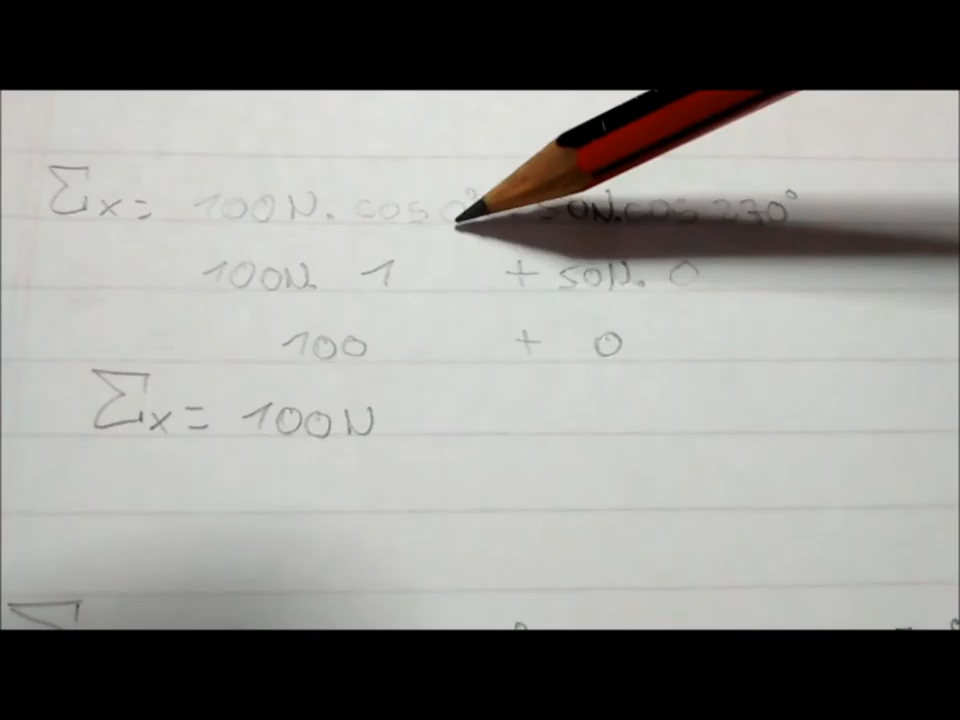 Σx = 100N. cos 0° 50N.cos 270°
100N. 1 + 50N. 0
100 + 0
Σx = 100N
Σ